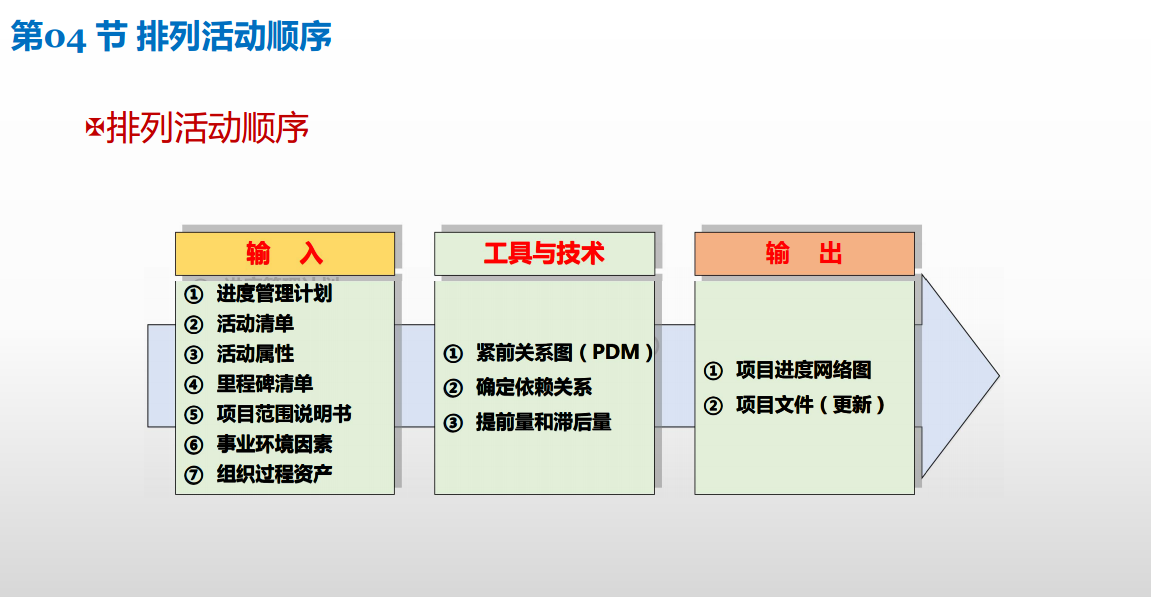 第04 节 排列活动顺序
✠排列活动顺序
输 入
① 进度管理计划
② 活动清单
③ 活动属性
④ 里程碑清单
⑤ 项目范围说明书
⑥ 事业环境因素
⑦ 组织过程资产
工具与技术
① 紧前关系图（PDM）
② 确定依赖关系
③ 提前量和滞后量
输 出
① 项目进度网络图
② 项目文件（更新）